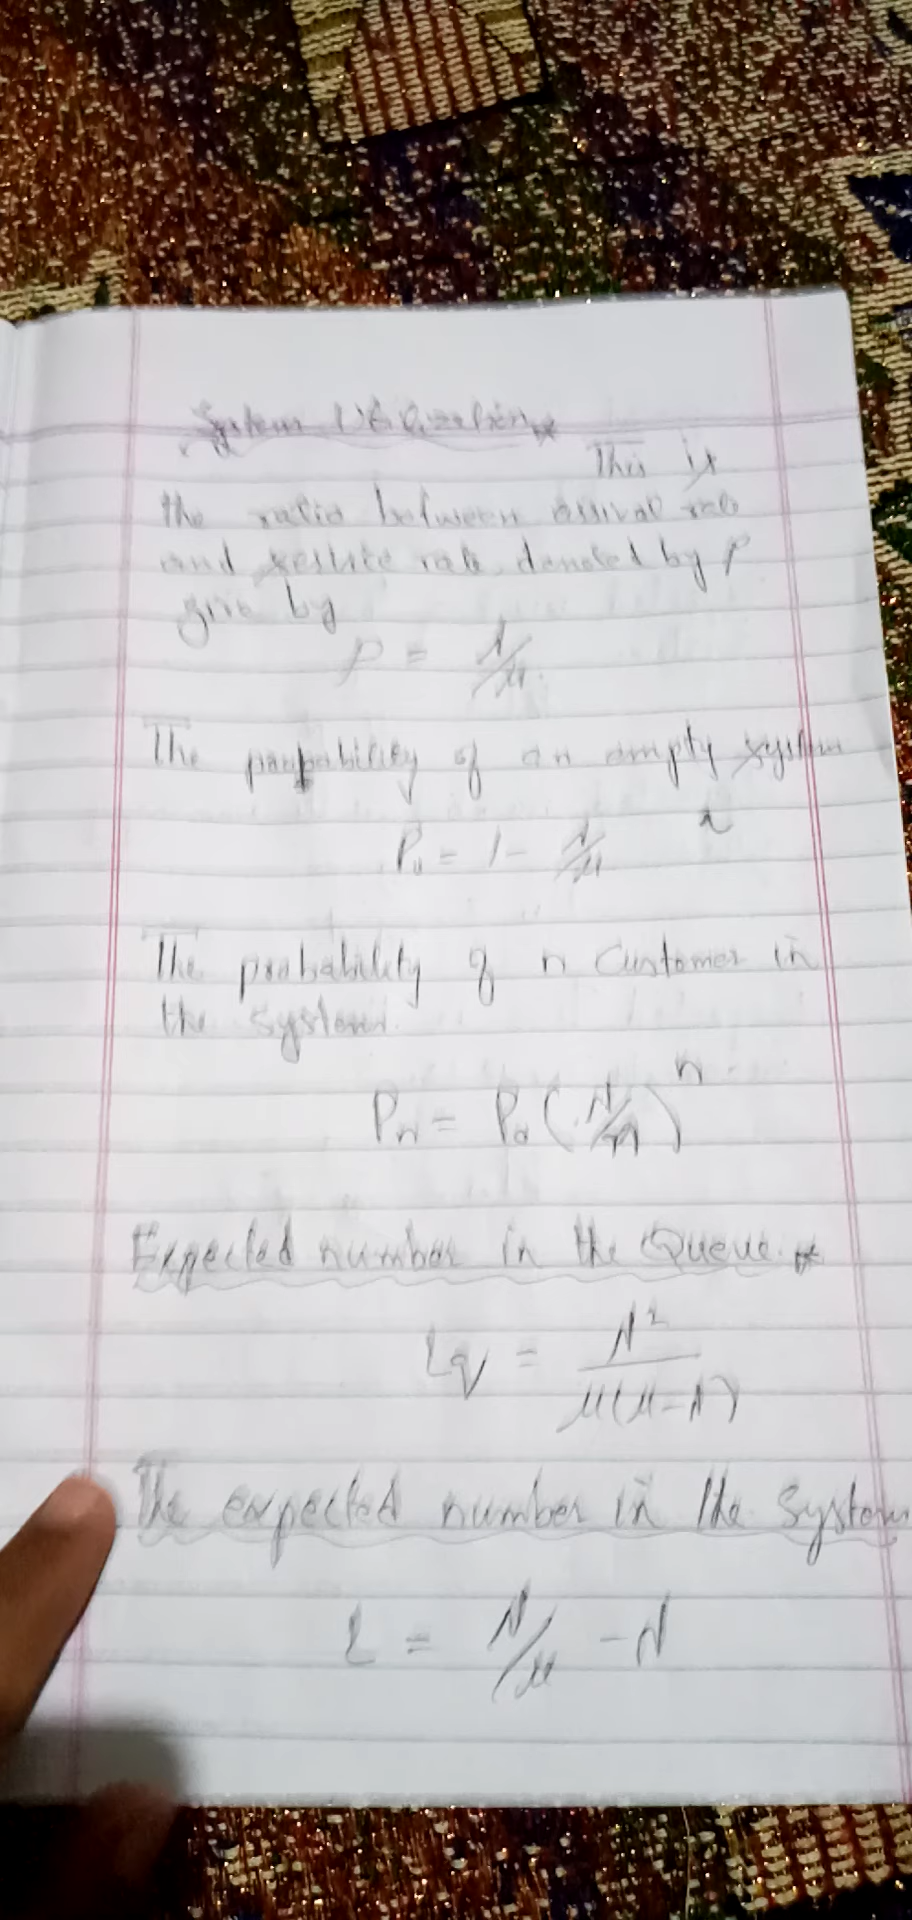 System Utilization
This is
the ratio between arrival rate
and service rate denoted by ρ
give by
ρ = λ/μ
The probability of an empty system
P₀ = 1 - λ/μ
The probability of n Customer in
the system.
Pn = P₀(λ/μ)ⁿ
Expected number in the Queue.
Lq = λ²
μ(μ-λ)
The expected number in the System
L = λ/μ - λ